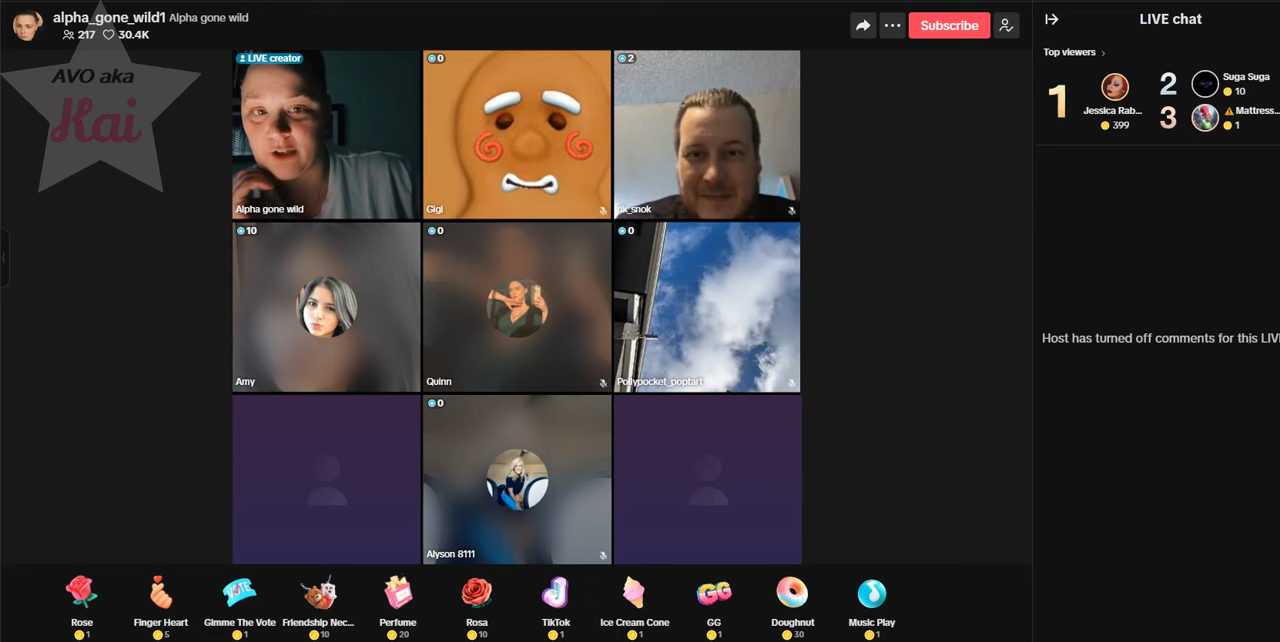 alpha_gone_wild1 Alpha gone wild
217 30.4K
Subscribe
LIVE chat
AVO aka
Kai
Top viewers
1
Jessica Rab...
399
2
Suga Suga
10
3
Mattress...
1
LIVE creator
Alpha gone wild
0
Gigi
2
_snok
10
Amy
0
Quinn
0
Pollypocket_poptart
0
Alyson 8111
Host has turned off comments for this LIV
VOTE
GG
Rose
1
Finger Heart
5
Gimme The Vote
1
Friendship Nec...
10
Perfume
20
Rosa
10
TikTok
1
Ice Cream Cone
1
GG
1
Doughnut
30
Music Play
1